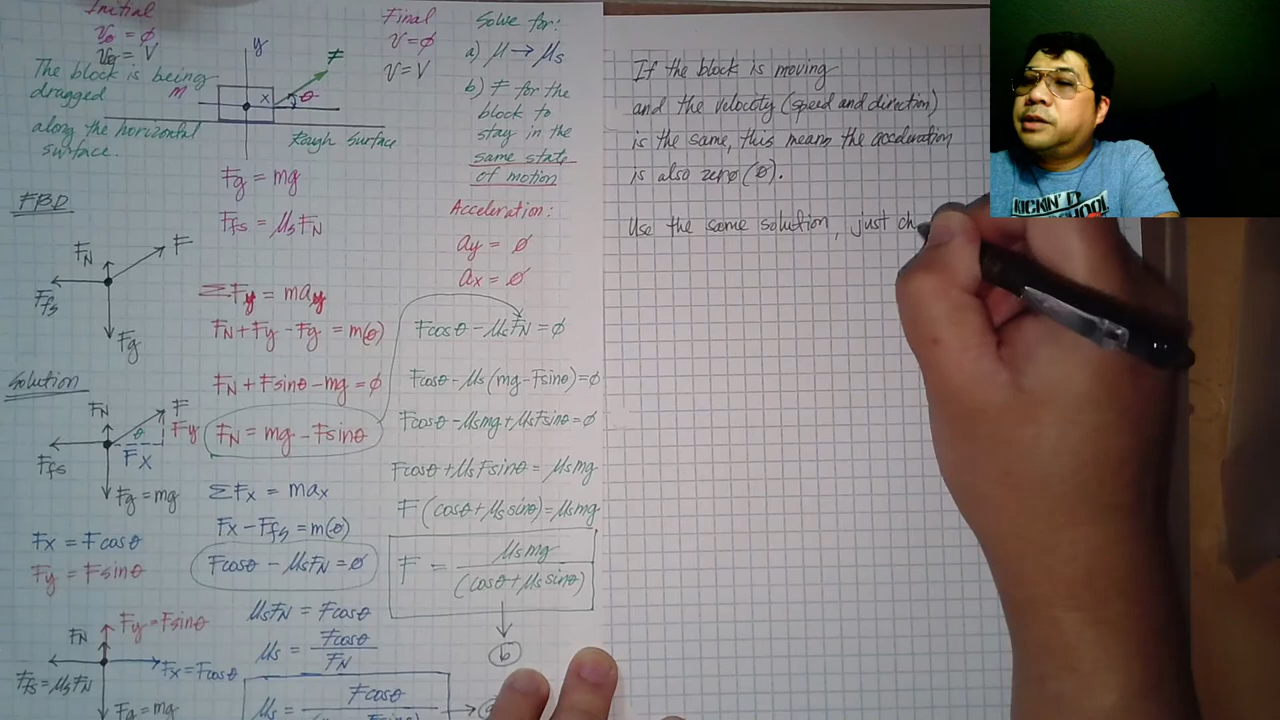 Initial
v₀ = 0
v₀ = V
The block is being
dragged
along the horizontal
surface.
m
y
x
θ
F
Rough surface
Final
v = 0
v = V
Solve for:
a) μ → μs
b) F for the
block to
stay in the
same state
of motion
Fg = mg
Ffs = μsFN
Acceleration:
ay = 0
ax = 0
FBD
FN
F
Ffs
Fg
ΣFy = may
FN + Fy - Fg = m(0)
FN + Fsinθ - mg = 0
FN = mg - Fsinθ
Solution
FN
F
Fy
θ
Ffs
Fx
Fg = mg
Fx = Fcosθ
Fy = Fsinθ
FN
Fy = Fsinθ
Fx = Fcosθ
Ffs = μsFN
Fg = mg
ΣFx = max
Fx - Ffs = m(0)
Fcosθ - μsFN = 0
μsFN = Fcosθ
μs = Fcosθ / FN
μs = Fcosθ
Fcosθ - μsFN = 0
Fcosθ - μs(mg - Fsinθ) = 0
Fcosθ - μsmg + μsFsinθ = 0
Fcosθ + μsFsinθ = μsmg
F(cosθ + μssinθ) = μsmg
F = μsmg / (cosθ + μssinθ)
b
If the block is moving
and the velocity (speed and direction)
is the same, this means the acceleration
is also zero (0).
Use the same solution, just ch
KICKIN' IT
SCHOOL